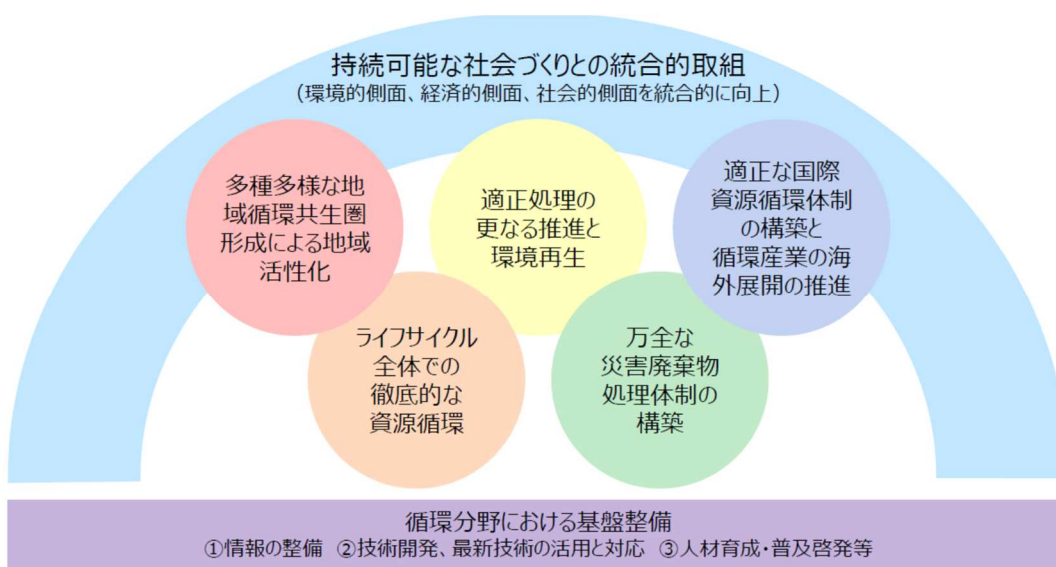 持続可能な社会づくりとの統合的取組
（環境的側面、経済的側面、社会的側面を統合的に向上）
多種多様な地
域循環共生圏
形成による地域
活性化
適正処理の
更なる推進と
環境再生
適正な国際
資源循環体制
の構築と
循環産業の海
外展開の推進
ライフサイクル
全体での
徹底的な
資源循環
万全な
災害廃棄物
処理体制の
構築
循環分野における基盤整備
①情報の整備 ②技術開発、最新技術の活用と対応 ③人材育成・普及啓発等